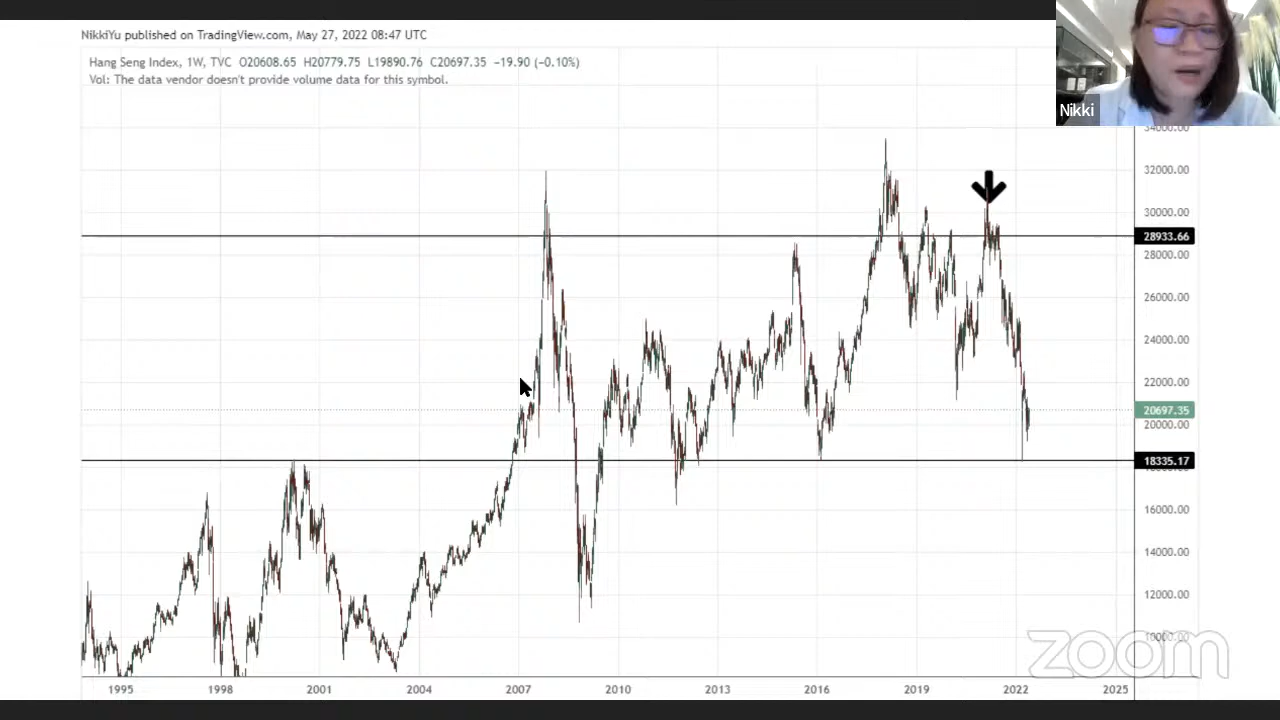 NikkiYu published on TradingView.com, May 27, 2022 08:47 UTC
Hang Seng Index, 1W, TVC O20608.65 H20779.75 L19890.76 C20697.35 −19.90 (−0.10%)
Vol: The data vendor doesn't provide volume data for this symbol.
Nikki
34000.00
32000.00
30000.00
28933.66
28000.00
26000.00
24000.00
22000.00
20697.35
20000.00
18335.17
18000.00
16000.00
14000.00
12000.00
10000.00
zoom
1995 1998 2001 2004 2007 2010 2013 2016 2019 2022 2025